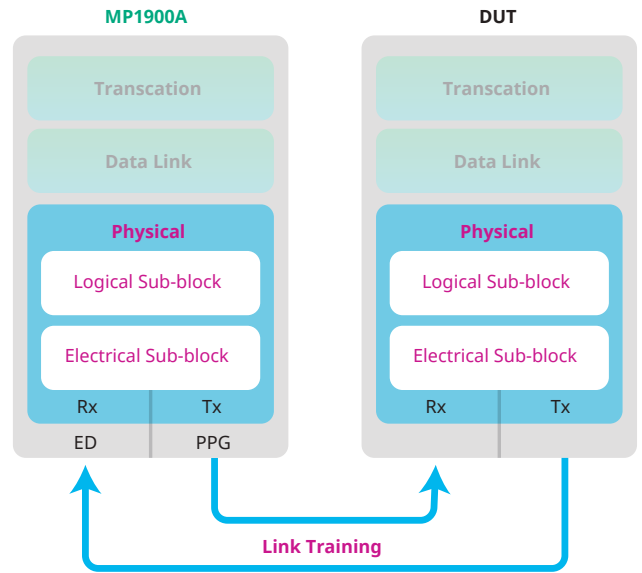 MP1900A
Transcation
Data Link
Physical
Logical Sub-block
Electrical Sub-block
Rx
Tx
ED
PPG
DUT
Transcation
Data Link
Physical
Logical Sub-block
Electrical Sub-block
Rx
Tx
Link Training